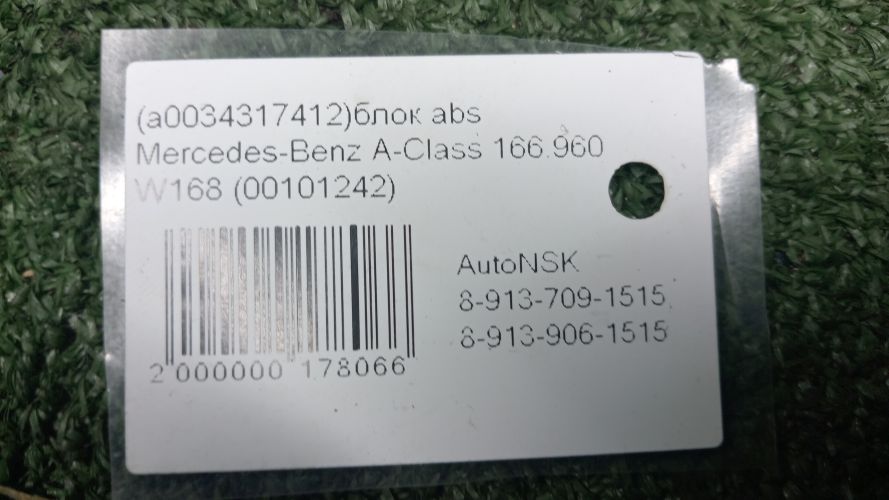 (a0034317412)блок abs
Mercedes-Benz A-Class 166.960
W168 (00101242)
AutoNSK
8-913-709-1515,
8-913-906-1515
2 000000 178066